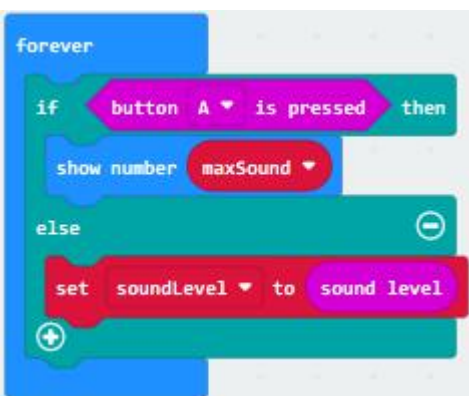 forever
if button A is pressed then
show number maxSound
else
set soundLevel to sound level